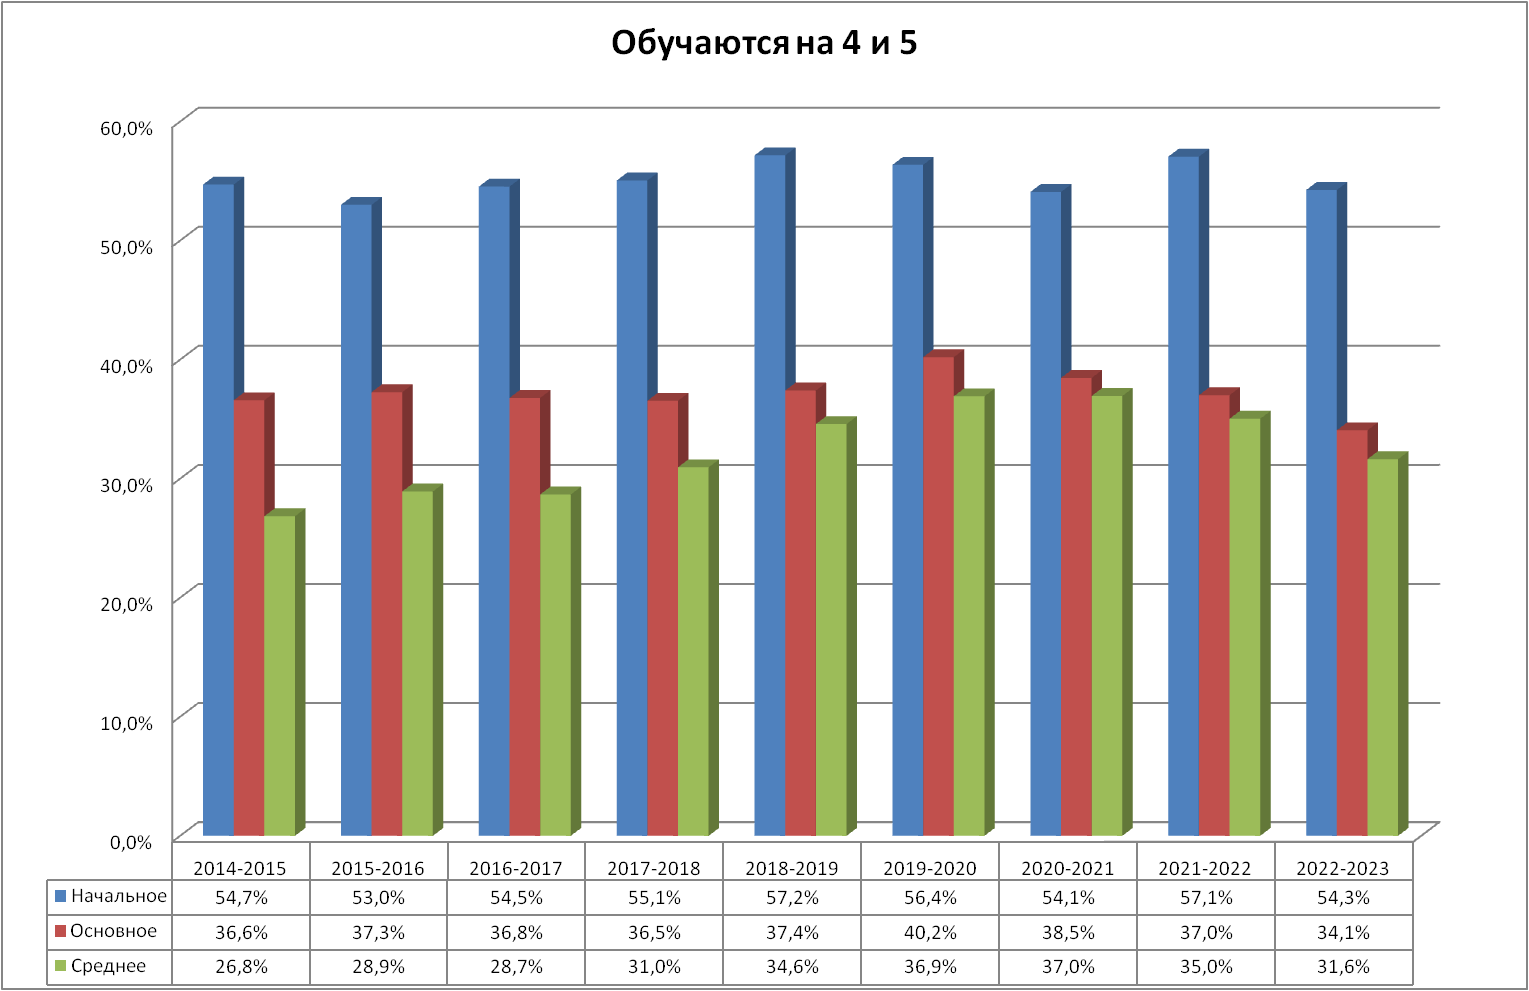 Обучаются на 4 и 5
60,0%
50,0%
40,0%
30,0%
20,0%
10,0%
0,0%
2014-2015 2015-2016 2016-2017 2017-2018 2018-2019 2019-2020 2020-2021 2021-2022 2022-2023
Начальное 54,7% 53,0% 54,5% 55,1% 57,2% 56,4% 54,1% 57,1% 54,3%
Основное 36,6% 37,3% 36,8% 36,5% 37,4% 40,2% 38,5% 37,0% 34,1%
Среднее 26,8% 28,9% 28,7% 31,0% 34,6% 36,9% 37,0% 35,0% 31,6%